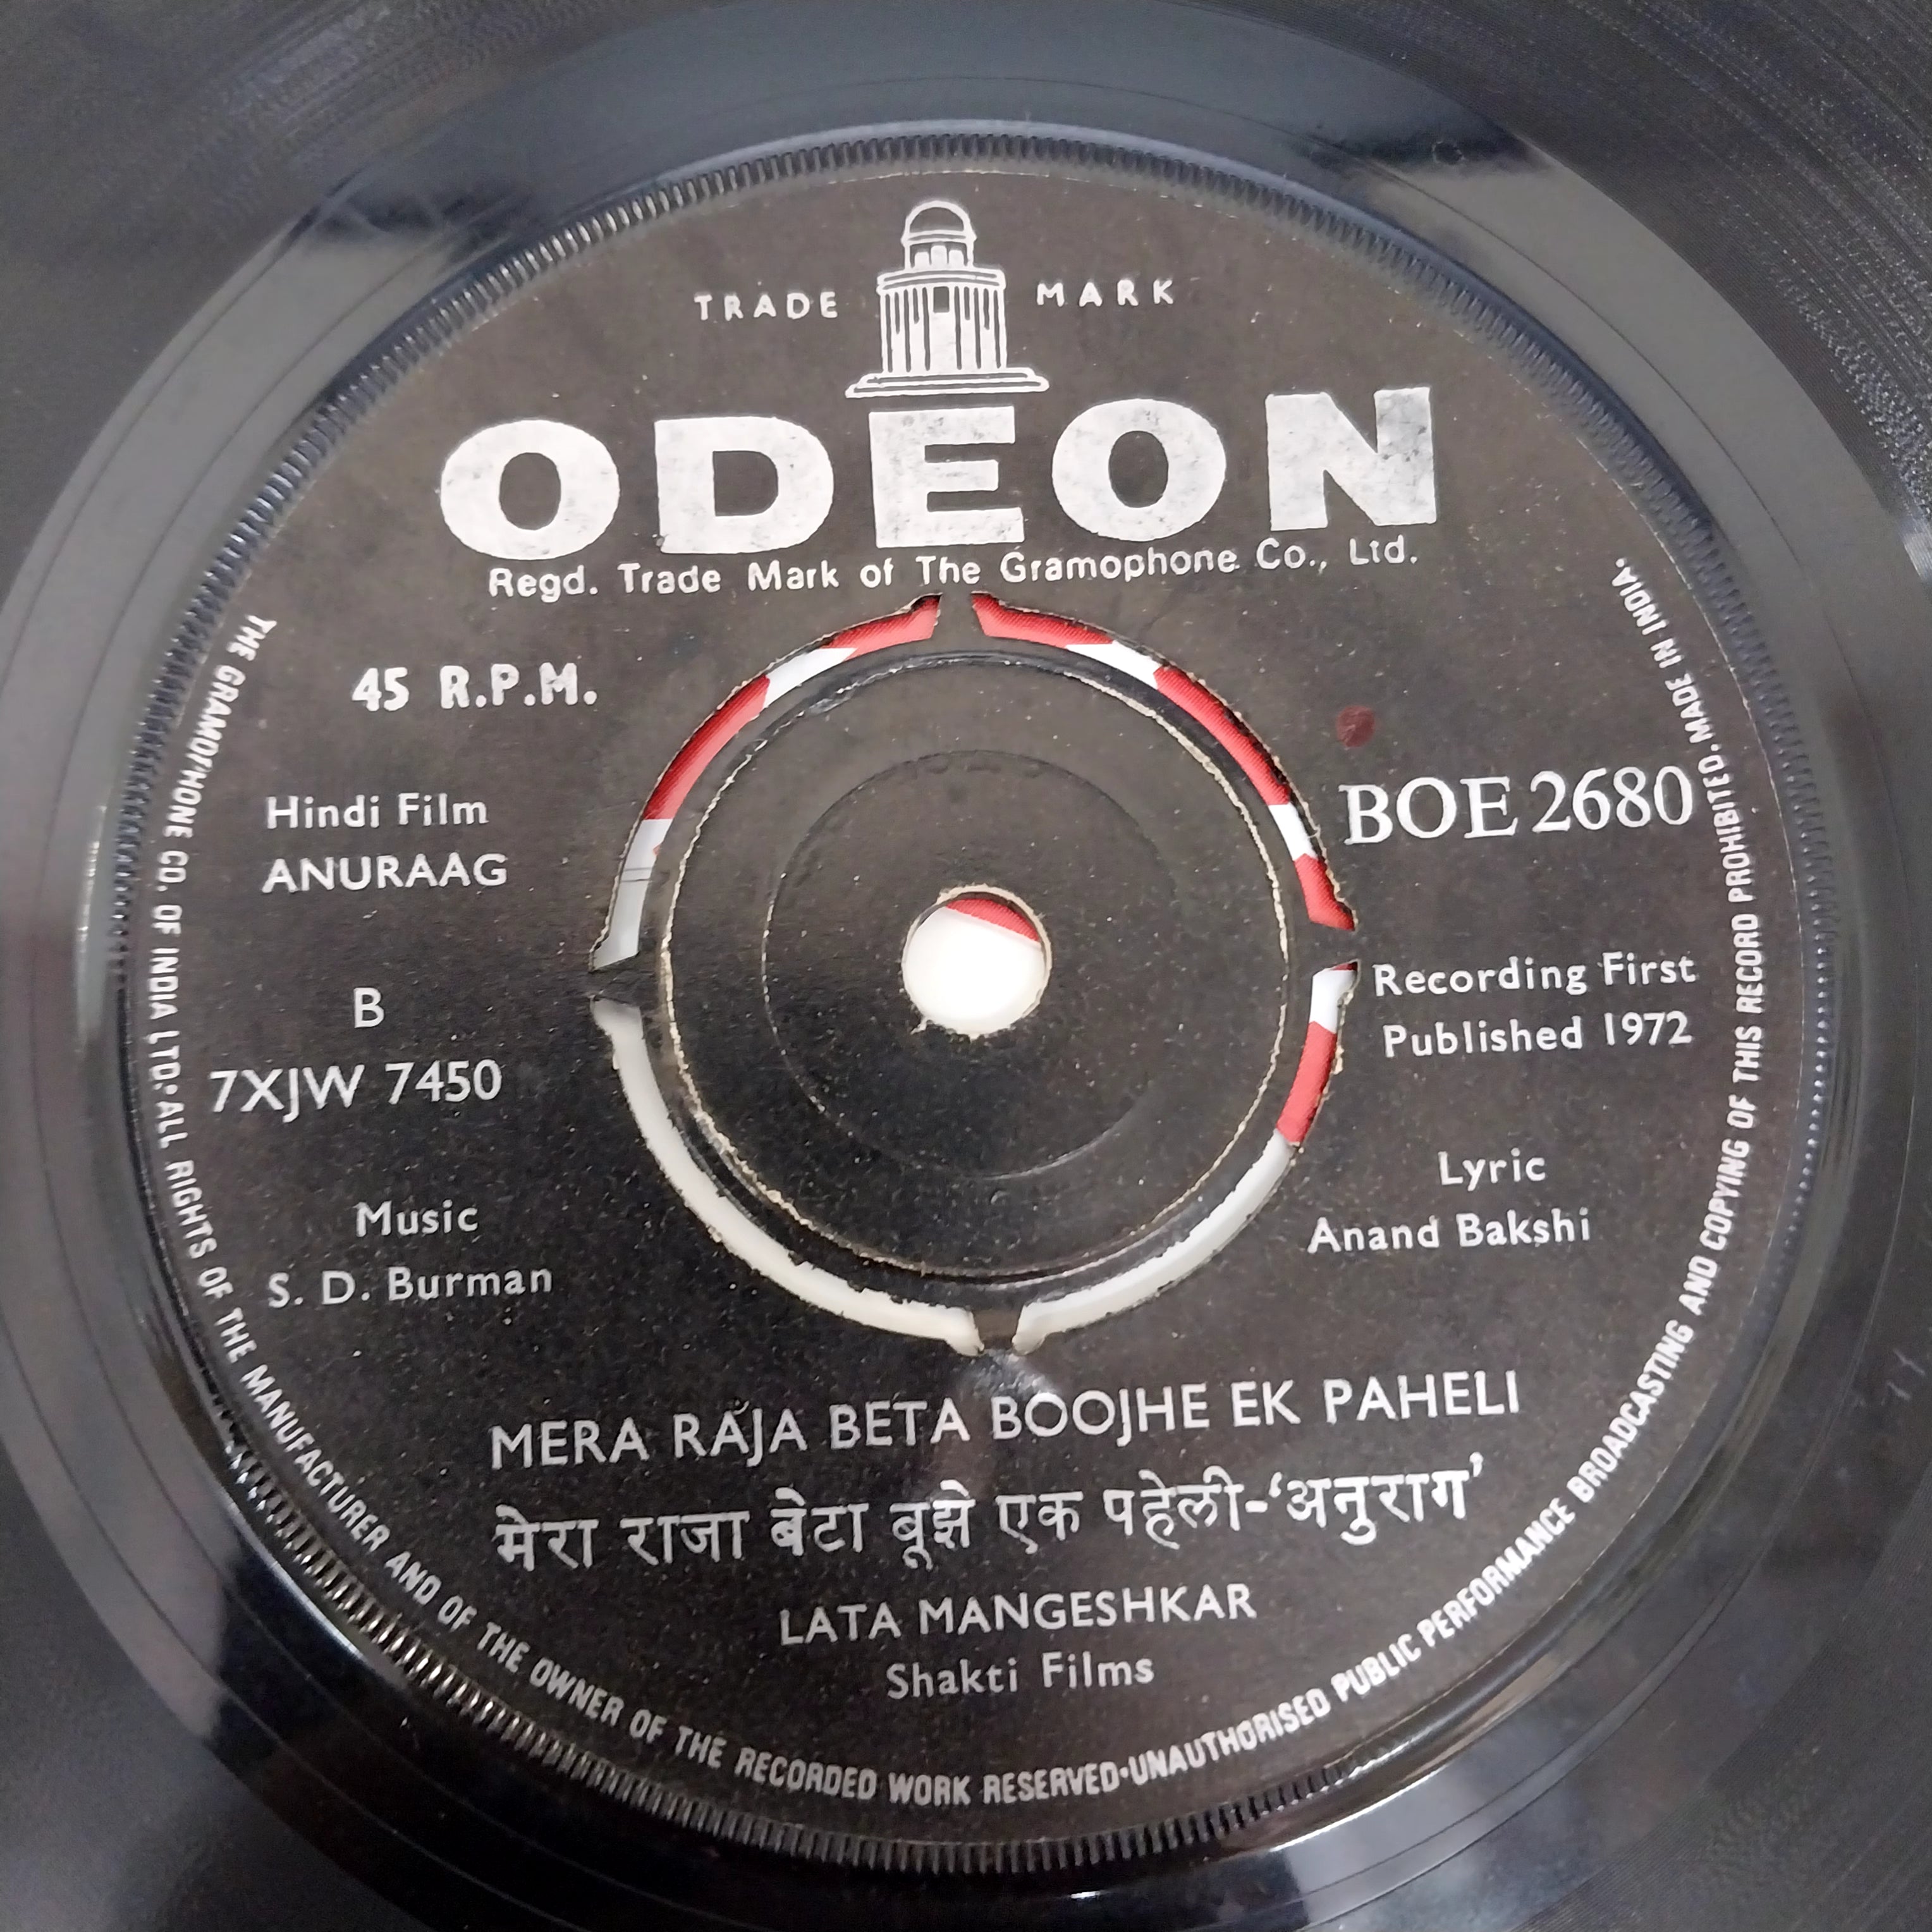 TRADE MARK
ODEON
Regd. Trade Mark of The Gramophone Co., Ltd.
45 R.P.M.
Hindi Film
ANURAAG
BOE 2680
B
7XJW 7450
Recording First
Published 1972
Music
S. D. Burman
Lyric
Anand Bakshi
MERA RAJA BETA BOOJHE EK PAHELI
मेरा राजा बेटा बूझे एक पहेली-‘अनुराग’
LATA MANGESHKAR
Shakti Films
THE GRAMOPHONE CO. OF INDIA LTD. ALL RIGHTS OF THE MANUFACTURER AND OF THE OWNER OF THE RECORDED WORK RESERVED·UNAUTHORISED PUBLIC PERFORMANCE BROADCASTING AND COPYING OF THIS RECORD PROHIBITED. MADE IN INDIA.